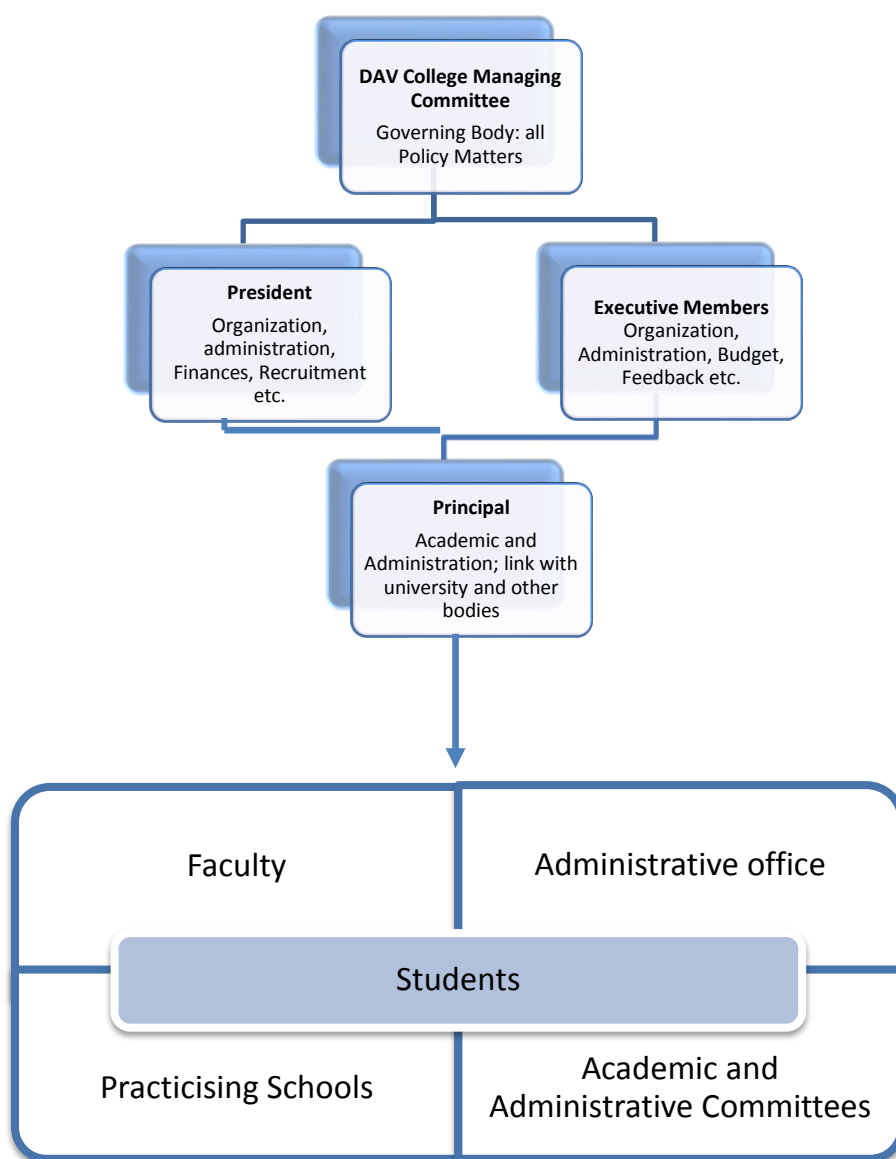 DAV College Managing
Committee
Governing Body: all
Policy Matters
President
Organization,
administration,
Finances, Recruitment
etc.
Executive Members
Organization,
Administration, Budget,
Feedback etc.
Principal
Academic and
Administration; link with
university and other
bodies
Faculty
Administrative office
Students
Practicising Schools
Academic and
Administrative Committees